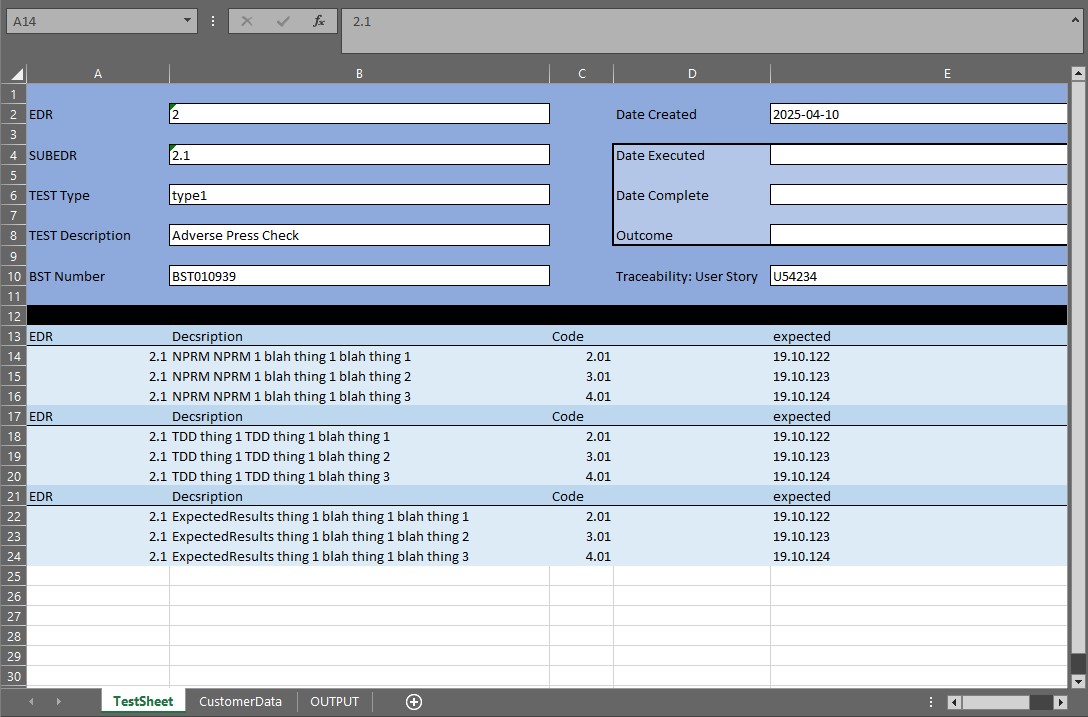 A14 fx 2.1
A B C D E
1
2 EDR 2 Date Created 2025-04-10
3
4 SUBEDR 2.1 Date Executed
5
6 TEST Type type1 Date Complete
7
8 TEST Description Adverse Press Check Outcome
9
10 BST Number BST010939 Traceability: User Story U54234
11
12
13 EDR Decsription Code expected
14 2.1 NPRM NPRM 1 blah thing 1 blah thing 1 2.01 19.10.122
15 2.1 NPRM NPRM 1 blah thing 1 blah thing 2 3.01 19.10.123
16 2.1 NPRM NPRM 1 blah thing 1 blah thing 3 4.01 19.10.124
17 EDR Decsription Code expected
18 2.1 TDD thing 1 TDD thing 1 blah thing 1 2.01 19.10.122
19 2.1 TDD thing 1 TDD thing 1 blah thing 2 3.01 19.10.123
20 2.1 TDD thing 1 TDD thing 1 blah thing 3 4.01 19.10.124
21 EDR Decsription Code expected
22 2.1 ExpectedResults thing 1 blah thing 1 blah thing 1 2.01 19.10.122
23 2.1 ExpectedResults thing 1 blah thing 1 blah thing 2 3.01 19.10.123
24 2.1 ExpectedResults thing 1 blah thing 1 blah thing 3 4.01 19.10.124
25
26
27
28
29
30
TestSheet CustomerData OUTPUT